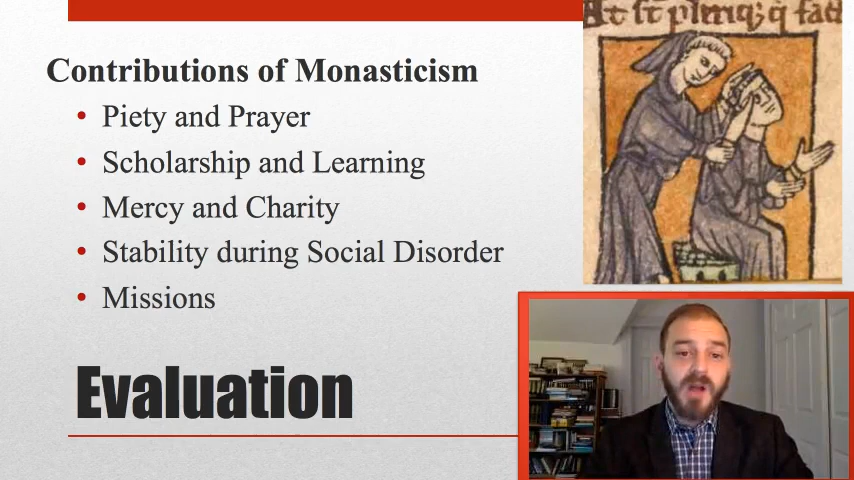 Contributions of Monasticism
• Piety and Prayer
• Scholarship and Learning
• Mercy and Charity
• Stability during Social Disorder
• Missions
Evaluation